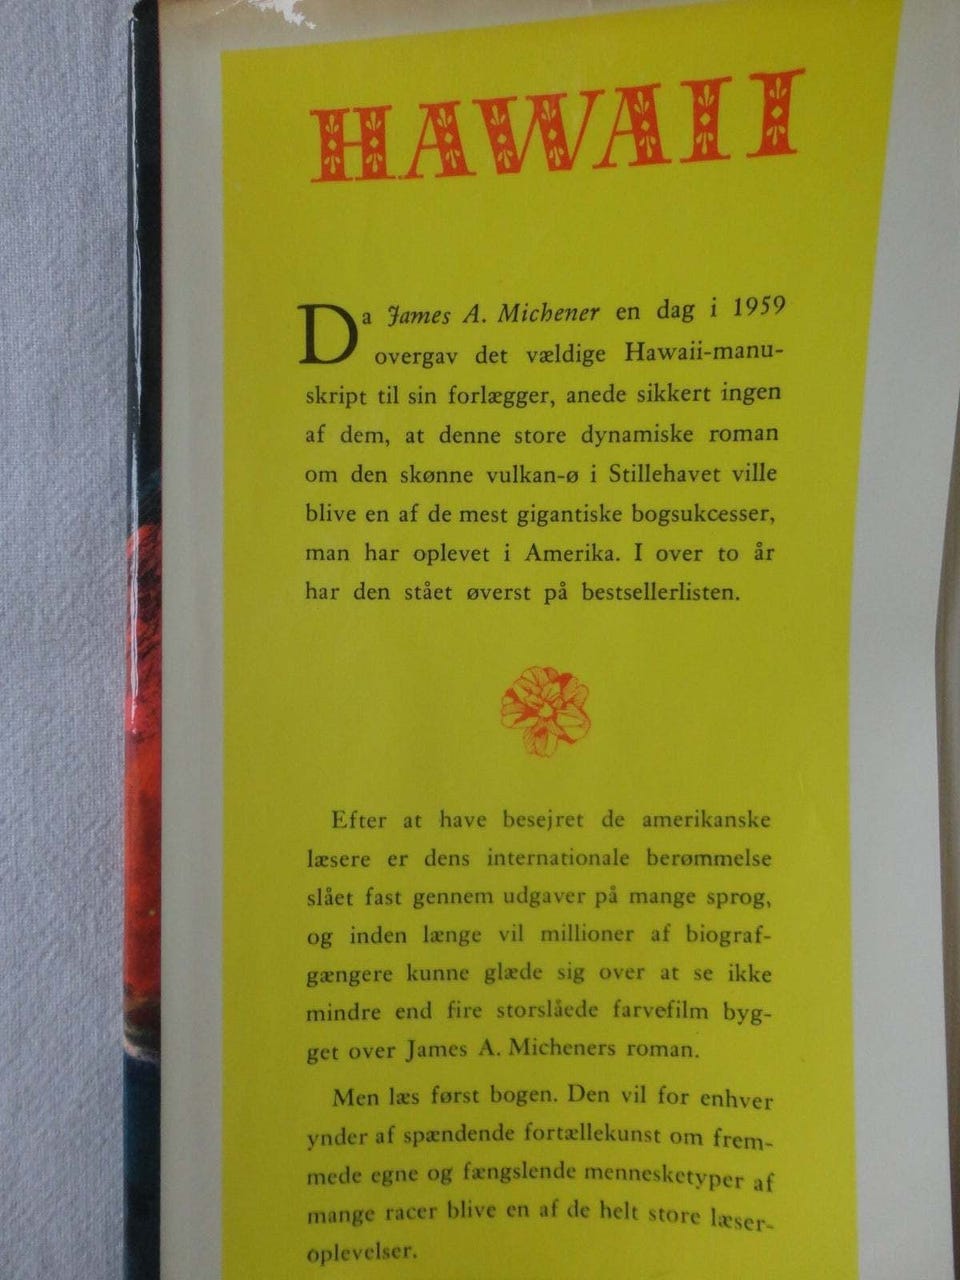 HAWAII
Da James A. Michener en dag i 1959
overgav det vældige Hawaii-manu-
skript til sin forlægger, anede sikkert ingen
af dem, at denne store dynamiske roman
om den skønne vulkan-ø i Stillehavet ville
blive en af de mest gigantiske bogsukcesser,
man har oplevet i Amerika. I over to år
har den stået øverst på bestsellerlisten.
Efter at have besejret de amerikanske
læsere er dens internationale berømmelse
slået fast gennem udgaver på mange sprog,
og inden længe vil millioner af biograf-
gængere kunne glæde sig over at se ikke
mindre end fire storslåede farvefilm byg-
get over James A. Micheners roman.
Men læs først bogen. Den vil for enhver
ynder af spændende fortællekunst om frem-
mede egne og fængslende mennesketyper af
mange racer blive en af de helt store læser-
oplevelser.